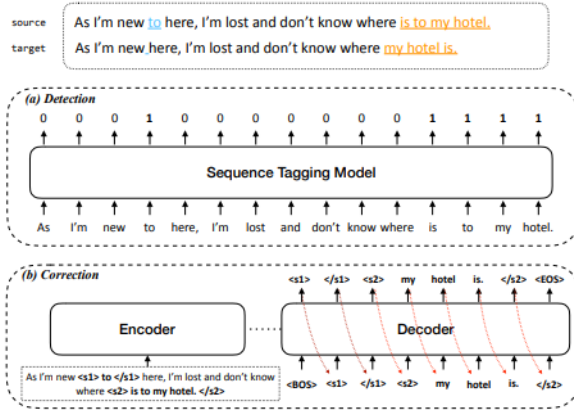 source As I'm new to here, I'm lost and don't know where is to my hotel.
target As I'm new here, I'm lost and don't know where my hotel is.
(a) Detection
0 0 0 1 0 0 0 0 0 0 1 1 1 1
Sequence Tagging Model
As I'm new to here, I'm lost and don't know where is to my hotel.
(b) Correction
<s1> </s1> <s2> my hotel is. </s2> <EOS>
Encoder Decoder
As I'm new <s1> to </s1> here, I'm lost and don't know
where <s2> is to my hotel. </s2>
<BOS> <s1> </s1> <s2> my hotel is. </s2>